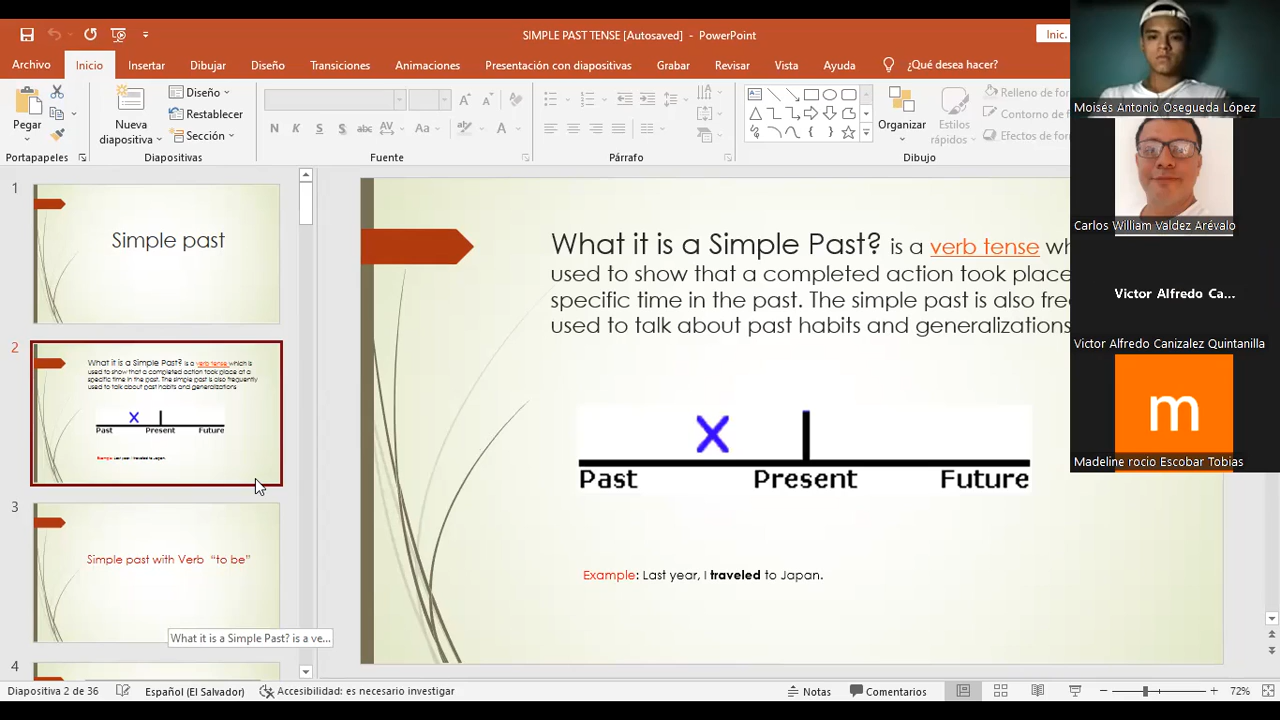 SIMPLE PAST TENSE [Autosaved] - PowerPoint
Inic.
Archivo Inicio Insertar Dibujar Diseño Transiciones Animaciones Presentación con diapositivas Grabar Revisar Vista Ayuda ¿Qué desea hacer?
Pegar
Nueva diapositiva
Diseño
Restablecer
Sección
N K S S abc AV Aa A
Organizar
Estilos rápidos
Relleno de
Contorno de
Efectos de
Portapapeles Diapositivas Fuente Párrafo Dibujo
1
Simple past
2
What it is a Simple Past? is a verb tense which is
used to show that a completed action took place at a
specific time in the past. The simple past is also frequently
used to talk about past habits and generalizations
X
Past Present Future
Example: Last year, I traveled to Japan.
3
Simple past with Verb "to be"
What it is a Simple Past? is a ve...
4
What it is a Simple Past? is a verb tense wh
used to show that a completed action took place
specific time in the past. The simple past is also fre
used to talk about past habits and generalizations
X
Past Present Future
Example: Last year, I traveled to Japan.
Moisés Antonio Osegueda López
Carlos William Valdez Arévalo
Victor Alfredo Ca...
Victor Alfredo Canizalez Quintanilla
m
Madeline rocio Escobar Tobias
Diapositiva 2 de 36 Español (El Salvador) Accesibilidad: es necesario investigar Notas Comentarios 72%